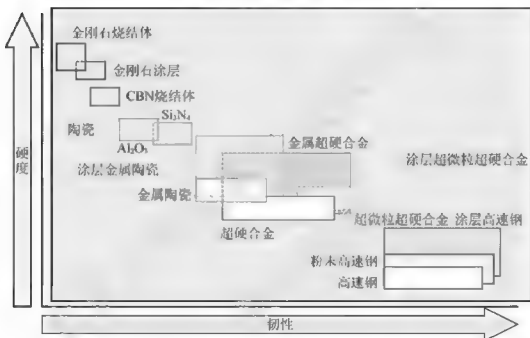 金刚石烧结体
金刚石涂层
CBN烧结体
Si₃N₄
陶瓷
Al₂O₃
金属超硬合金
涂层金属陶瓷
涂层超微粒超硬合金
金属陶瓷
超硬合金
超微粒超硬合金 涂层高速钢
粉末高速钢
高速钢
硬度
韧性